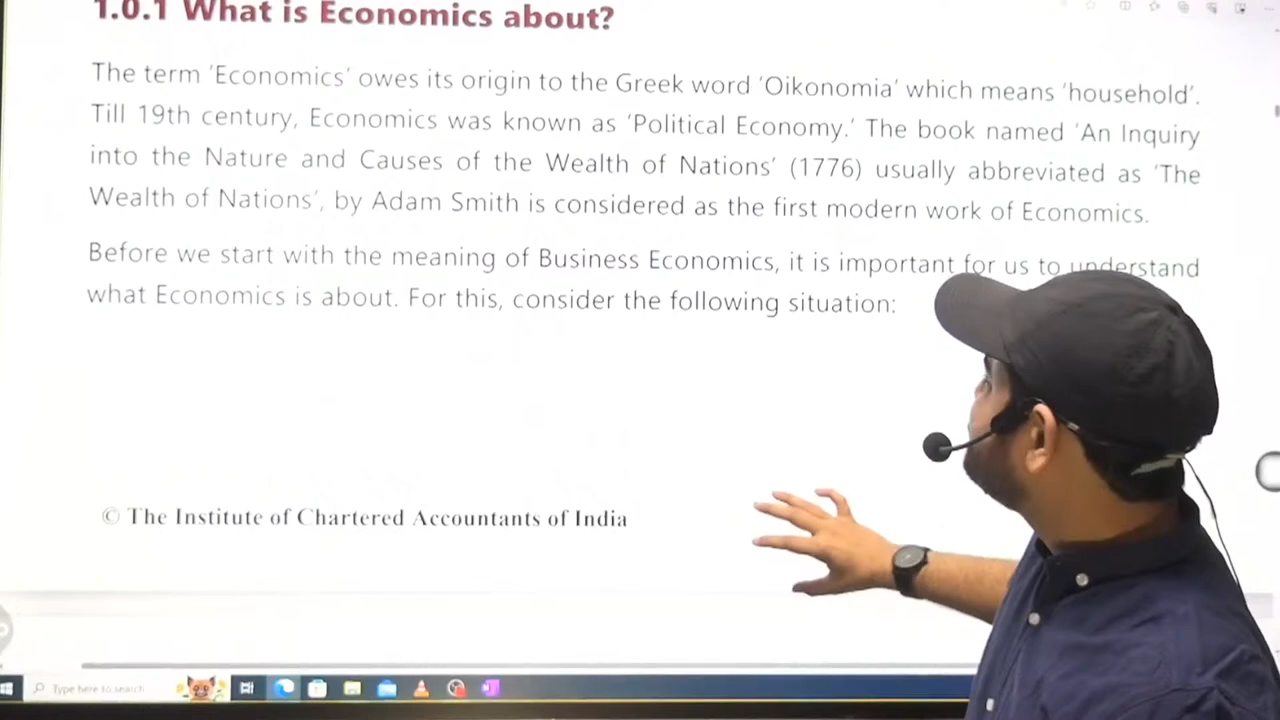 1.0.1 What is Economics about?
The term 'Economics' owes its origin to the Greek word 'Oikonomia' which means 'household'.
Till 19th century, Economics was known as 'Political Economy.' The book named 'An Inquiry
into the Nature and Causes of the Wealth of Nations' (1776) usually abbreviated as 'The
Wealth of Nations', by Adam Smith is considered as the first modern work of Economics.
Before we start with the meaning of Business Economics, it is important for us to understand
what Economics is about. For this, consider the following situation:
© The Institute of Chartered Accountants of India
Type here to search